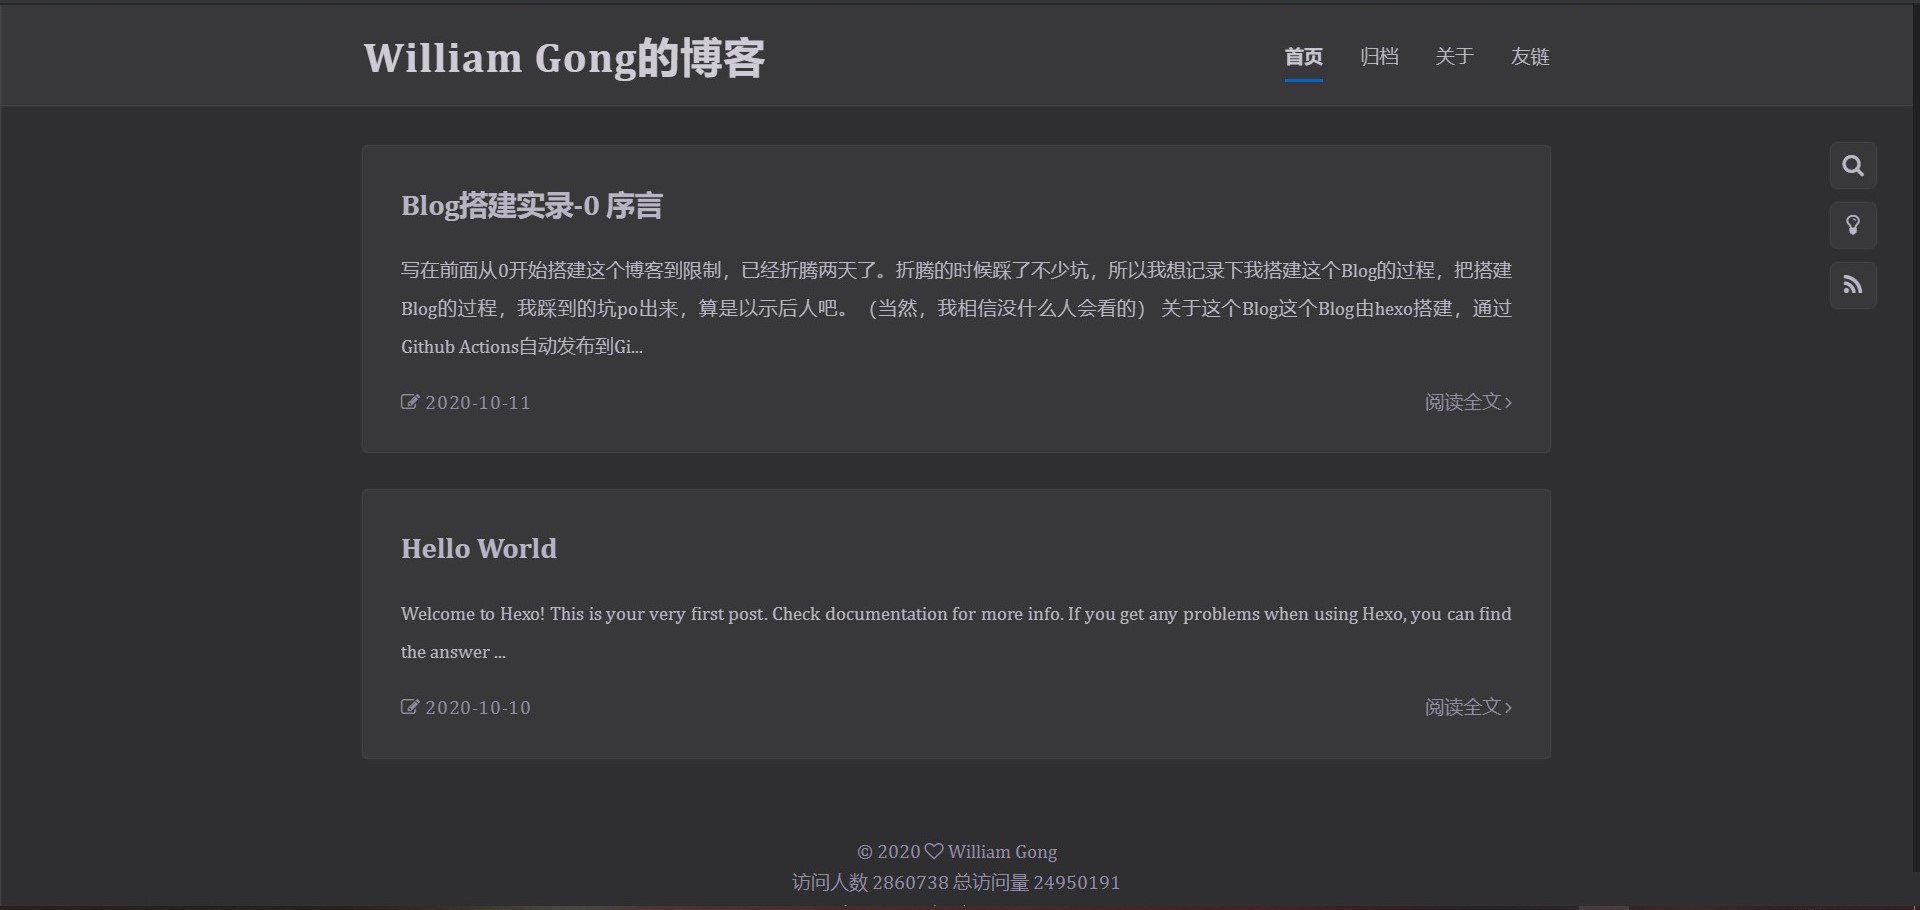 William Gong的博客
首页 归档 关于 友链
Blog搭建实录-0 序言
写在前面从0开始搭建这个博客到限制，已经折腾两天了。折腾的时候踩了不少坑，所以我想记录下我搭建这个Blog的过程，把搭建
Blog的过程，我踩到的坑po出来，算是以示后人吧。（当然，我相信没什么人会看的） 关于这个Blog这个Blog由hexo搭建，通过
Github Actions自动发布到Gi...
2020-10-11 阅读全文
Hello World
Welcome to Hexo! This is your very first post. Check documentation for more info. If you get any problems when using Hexo, you can find
the answer ...
2020-10-10 阅读全文
© 2020 William Gong
访问人数 2860738 总访问量 24950191